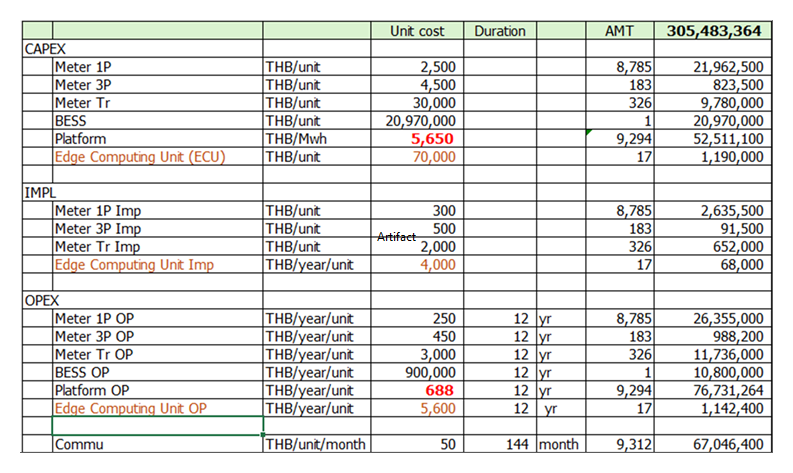 Unit cost Duration AMT 305,483,364
CAPEX
Meter 1P THB/unit 2,500 8,785 21,962,500
Meter 3P THB/unit 4,500 183 823,500
Meter Tr THB/unit 30,000 326 9,780,000
BESS THB/unit 20,970,000 1 20,970,000
Platform THB/Mwh 5,650 9,294 52,511,100
Edge Computing Unit (ECU) THB/unit 70,000 17 1,190,000
IMPL
Meter 1P Imp THB/unit 300 8,785 2,635,500
Meter 3P Imp THB/unit 500 183 91,500
Artifact
Meter Tr Imp THB/unit 2,000 326 652,000
Edge Computing Unit Imp THB/year/unit 4,000 17 68,000
OPEX
Meter 1P OP THB/year/unit 250 12 yr 8,785 26,355,000
Meter 3P OP THB/year/unit 450 12 yr 183 988,200
Meter Tr OP THB/year/unit 3,000 12 yr 326 11,736,000
BESS OP THB/year/unit 900,000 12 yr 1 10,800,000
Platform OP THB/year/unit 688 12 yr 9,294 76,731,264
Edge Computing Unit OP THB/year/unit 5,600 12 yr 17 1,142,400
Commu THB/unit/month 50 144 month 9,312 67,046,400